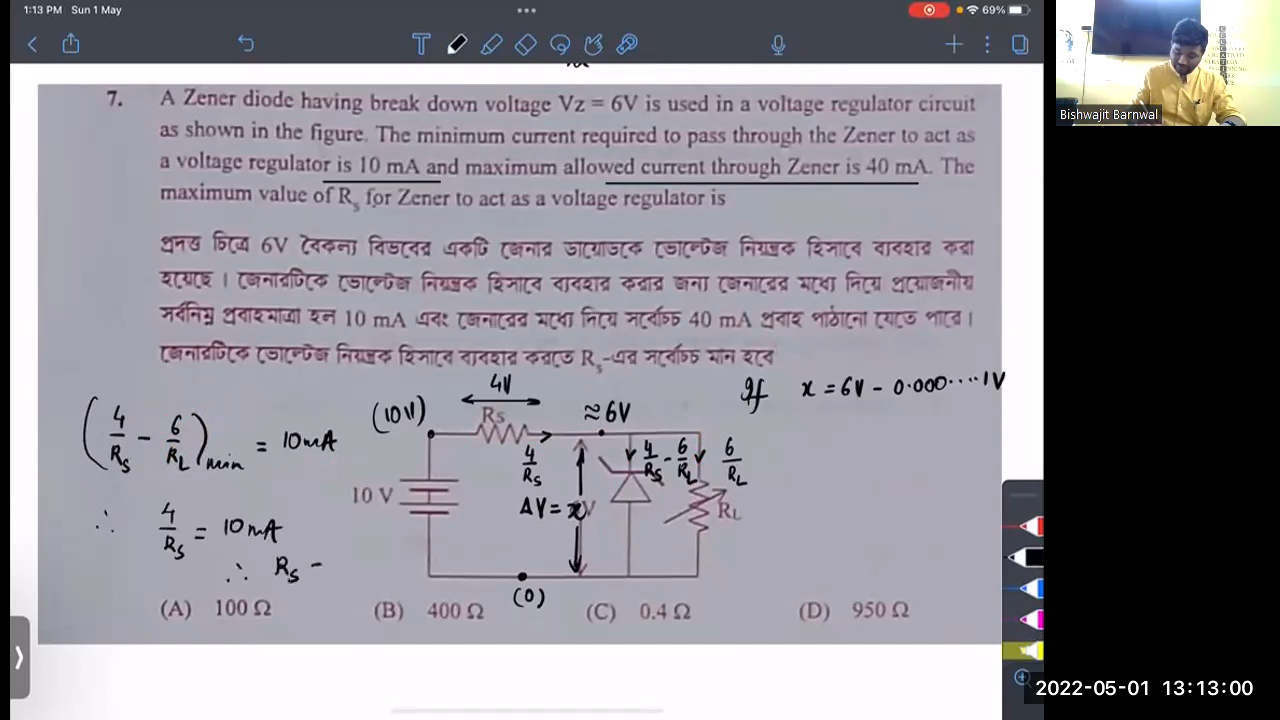 1:13 PM Sun 1 May
69%
7. A Zener diode having break down voltage Vz = 6V is used in a voltage regulator circuit
as shown in the figure. The minimum current required to pass through the Zener to act as
a voltage regulator is 10 mA and maximum allowed current through Zener is 40 mA. The
maximum value of Rs for Zener to act as a voltage regulator is
প্রদত্ত চিত্রে 6V বৈকল্য বিভবের একটি জেনার ডায়োডকে ভোল্টেজ নিয়ন্ত্রক হিসাবে ব্যবহার করা
হয়েছে। জেনারটিকে ভোল্টেজ নিয়ন্ত্রক হিসাবে ব্যবহার করার জন্য জেনারের মধ্যে দিয়ে প্রয়োজনীয়
সর্বনিম্ন প্রবাহমাত্রা হল 10 mA এবং জেনারের মধ্যে দিয়ে সর্বোচ্চ 40 mA প্রবাহ পাঠানো যেতে পারে।
জেনারটিকে ভোল্টেজ নিয়ন্ত্রক হিসাবে ব্যবহার করতে Rs-এর সর্বোচ্চ মান হবে
If x = 6V - 0.000....1V
4V
(10V) Rs ≈ 6V
(4/Rs - 6/RL)min = 10mA
4/Rs 4/Rs - 6/RL 6/RL
10 V ΔV = x V RL
∴ 4/Rs = 10mA
∴ Rs -
(0)
(A) 100 Ω (B) 400 Ω (C) 0.4 Ω (D) 950 Ω
Bishwajit Barnwal
2022-05-01 13:13:00